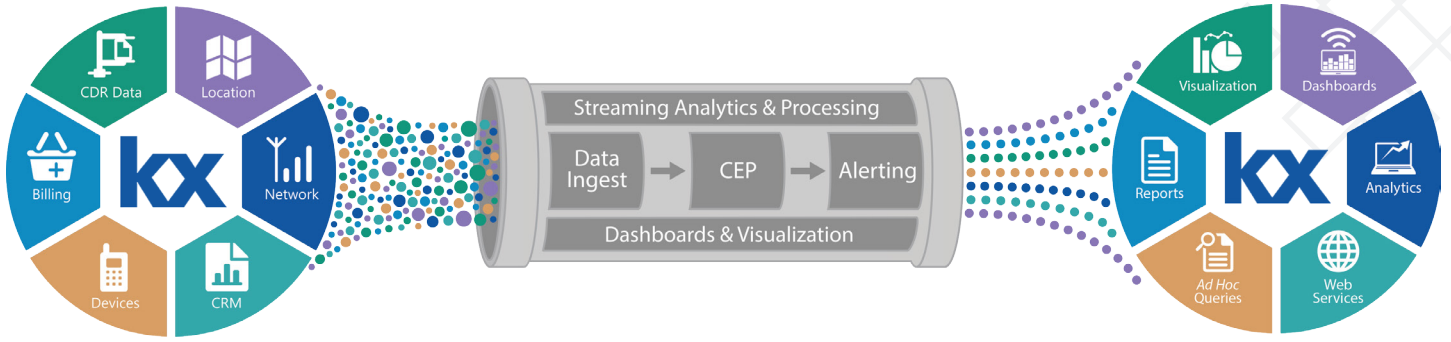 CDR Data
Location
Billing
kx
Network
Devices
CRM
Streaming Analytics & Processing
Data
Ingest
CEP
Alerting
Dashboards & Visualization
Visualization
Dashboards
Reports
kx
Analytics
Ad Hoc
Queries
Web
Services